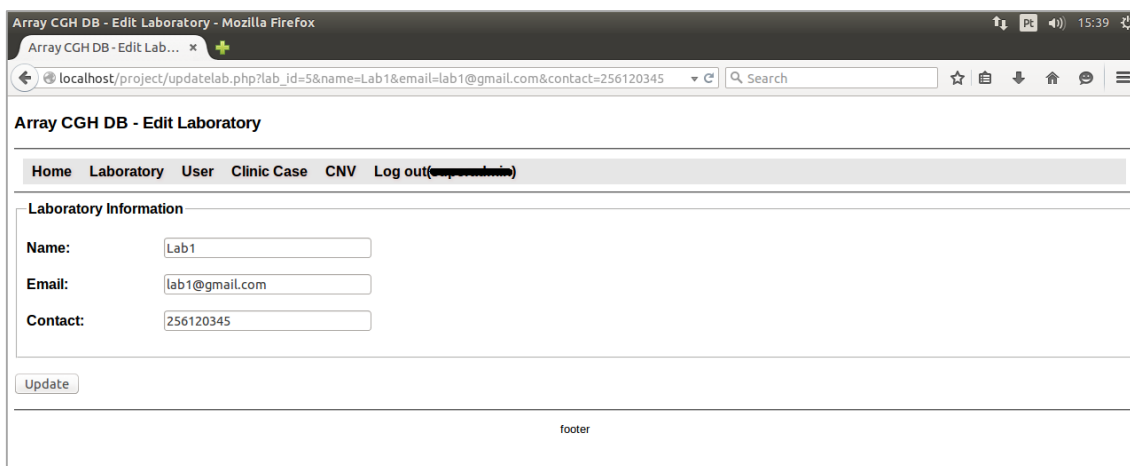 Array CGH DB - Edit Laboratory - Mozilla Firefox
Pt 15:39
Array CGH DB - Edit Lab...
localhost/project/updatelab.php?lab_id=5&name=Lab1&email=lab1@gmail.com&contact=256120345 Search
Array CGH DB - Edit Laboratory
Home Laboratory User Clinic Case CNV Log out( )
Laboratory Information
Name: Lab1
Email: lab1@gmail.com
Contact: 256120345
Update
footer